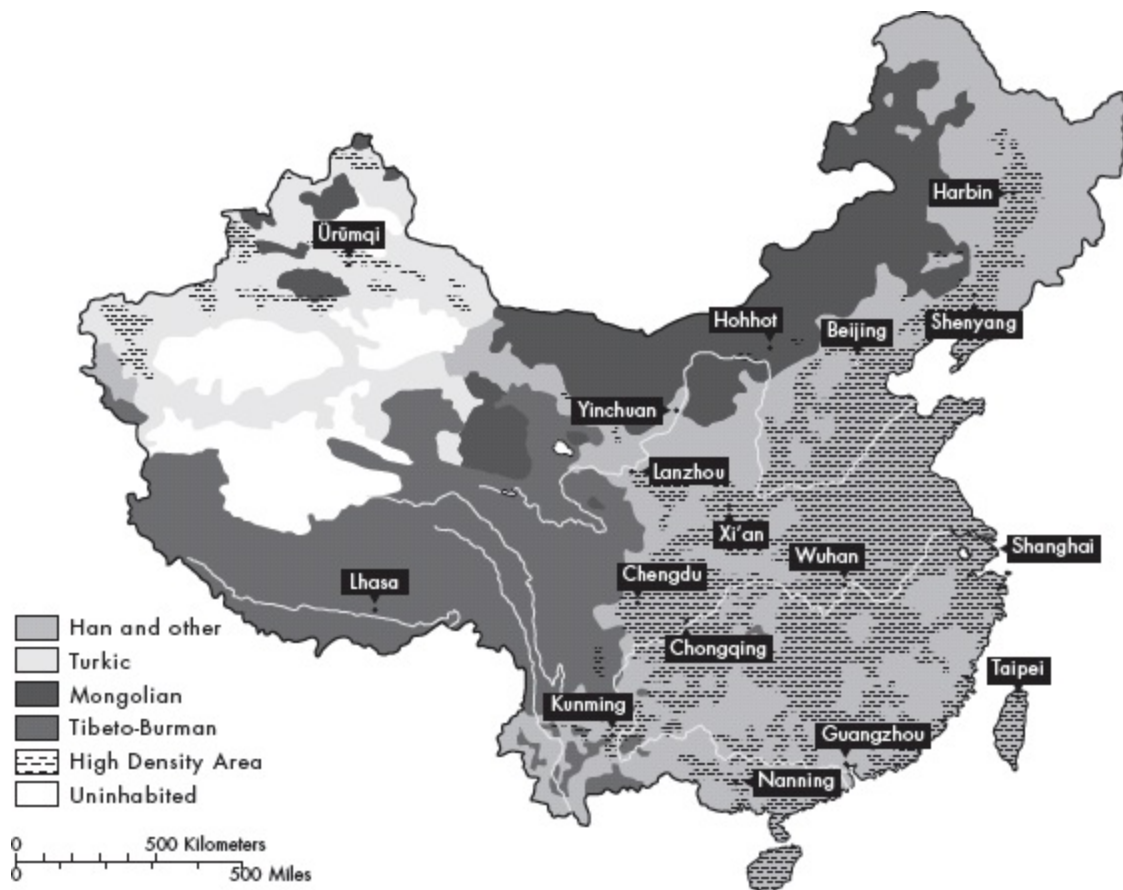 Harbin
Ürümqi
Hohhot
Beijing
Shenyang
Yinchuan
Lanzhou
Xi'an
Wuhan
Shanghai
Chengdu
Lhasa
Chongqing
Taipei
Kunming
Guangzhou
Nanning
Han and other
Turkic
Mongolian
Tibeto-Burman
High Density Area
Uninhabited
0 500 Kilometers
0 500 Miles